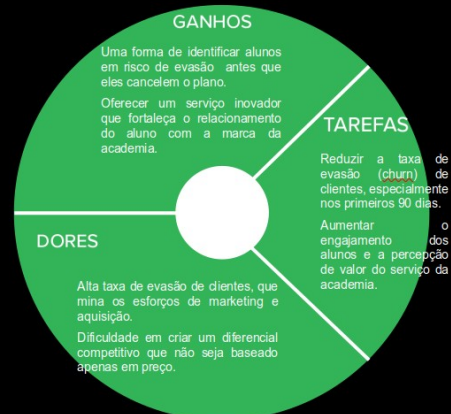 GANHOS
Uma forma de identificar alunos
em risco de evasão antes que
eles cancelem o plano.
Oferecer um serviço inovador
que fortaleça o relacionamento
do aluno com a marca da
academia.
TAREFAS
Reduzir a taxa de
evasão (churn) de
clientes, especialmente
nos primeiros 90 dias.
Aumentar o
engajamento dos
alunos e a percepção
de valor do serviço da
academia.
DORES
Alta taxa de evasão de clientes, que
mina os esforços de marketing e
aquisição.
Dificuldade em criar um diferencial
competitivo que não seja baseado
apenas em preço.